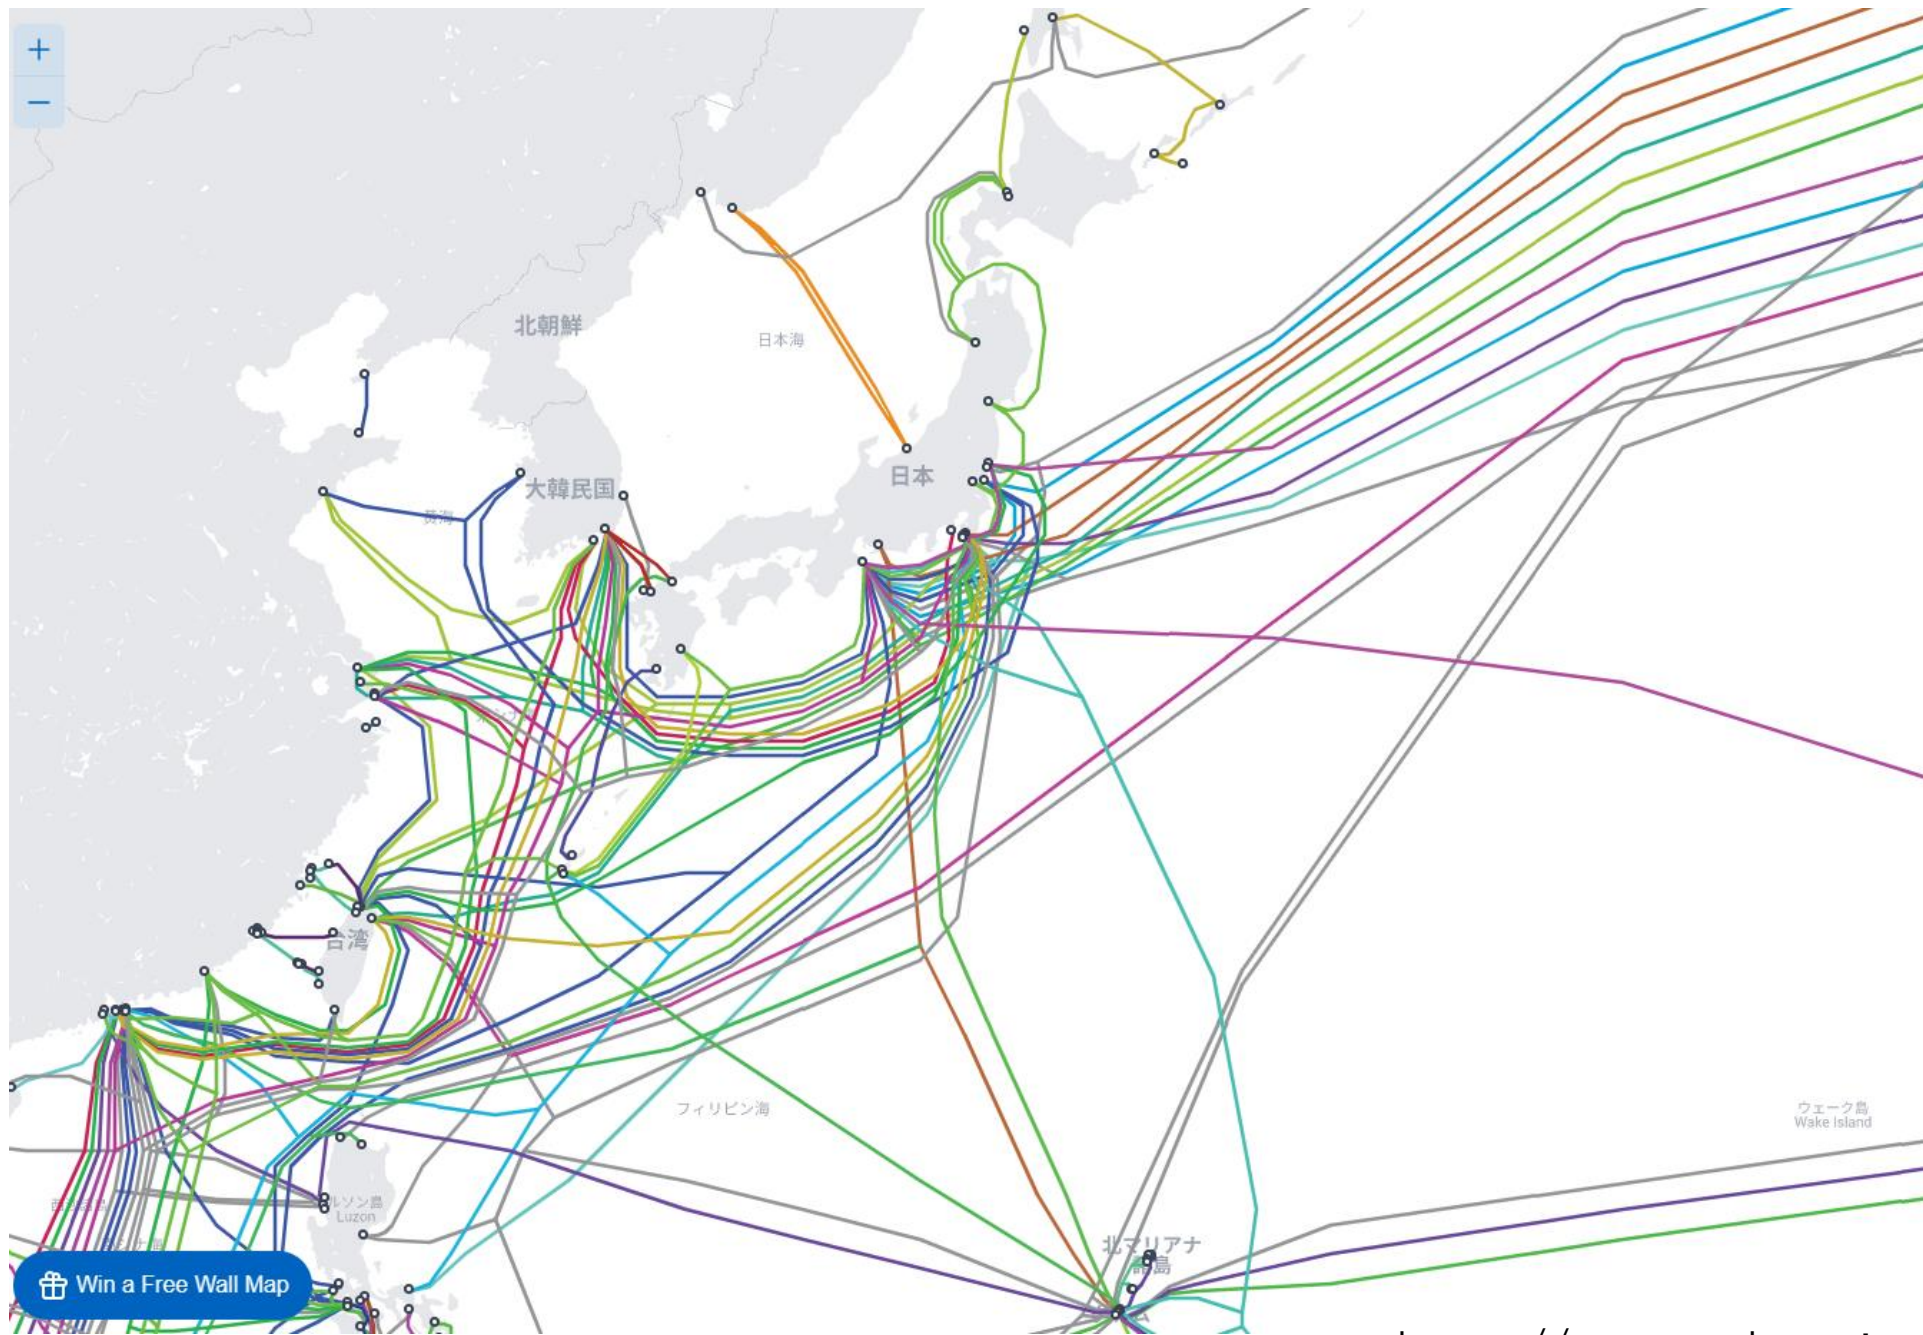 +
−
北朝鮮
日本海
日本
大韓民国
黄海
台湾
フィリピン海
ウェーク島
Wake Island
ルソン島
Luzon
北マリアナ
諸島
Win a Free Wall Map